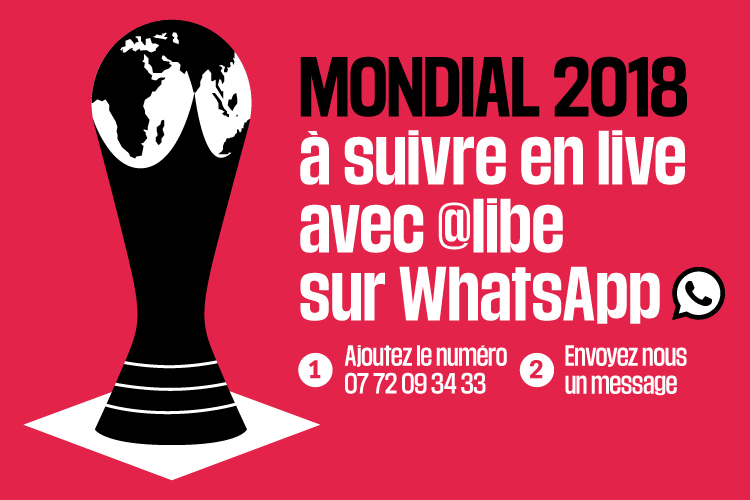 MONDIAL 2018
à suivre en live
avec @libe
sur WhatsApp
1 Ajoutez le numéro
07 72 09 34 33
2 Envoyez nous
un message